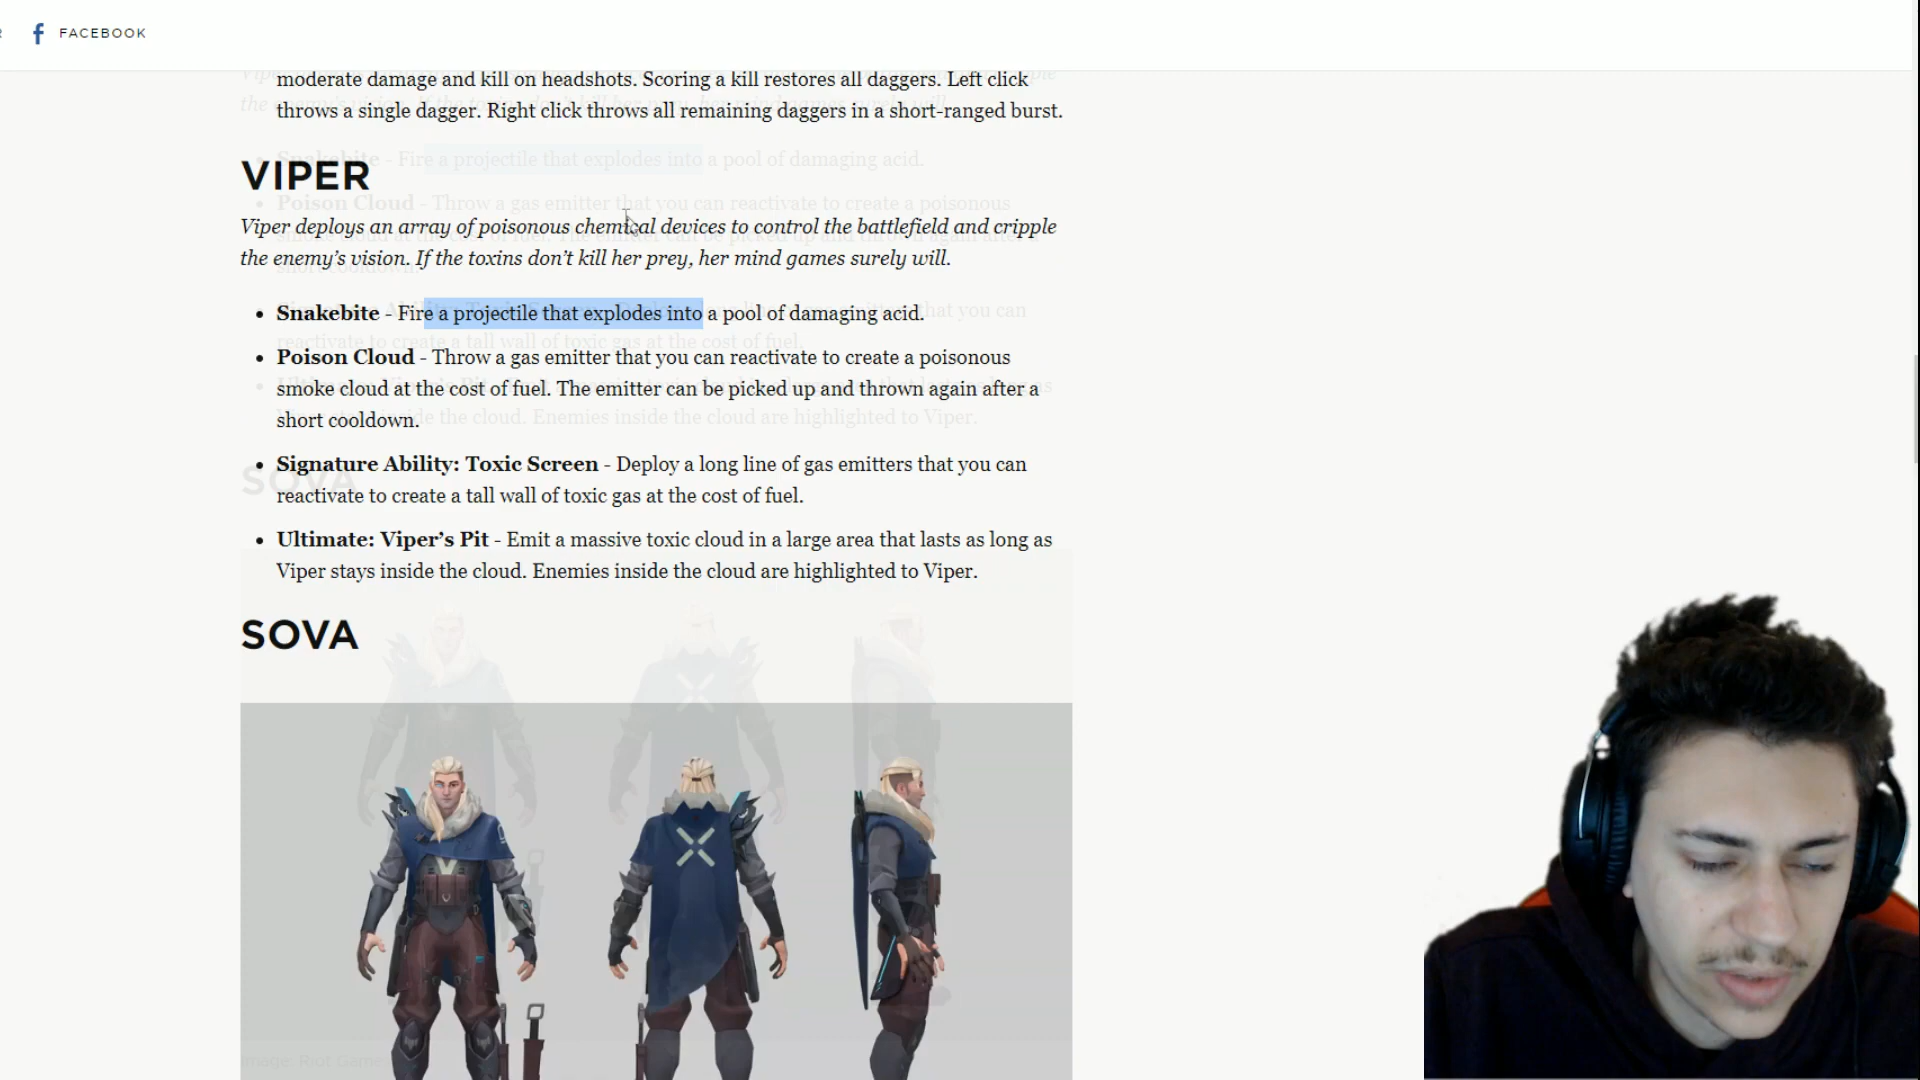 FACEBOOK
moderate damage and kill on headshots. Scoring a kill restores all daggers. Left click
throws a single dagger. Right click throws all remaining daggers in a short-ranged burst.
VIPER
Viper deploys an array of poisonous chemical devices to control the battlefield and cripple
the enemy’s vision. If the toxins don’t kill her prey, her mind games surely will.
• Snakebite - Fire a projectile that explodes into a pool of damaging acid.
• Poison Cloud - Throw a gas emitter that you can reactivate to create a poisonous
smoke cloud at the cost of fuel. The emitter can be picked up and thrown again after a
short cooldown.
• Signature Ability: Toxic Screen - Deploy a long line of gas emitters that you can
reactivate to create a tall wall of toxic gas at the cost of fuel.
• Ultimate: Viper’s Pit - Emit a massive toxic cloud in a large area that lasts as long as
Viper stays inside the cloud. Enemies inside the cloud are highlighted to Viper.
SOVA